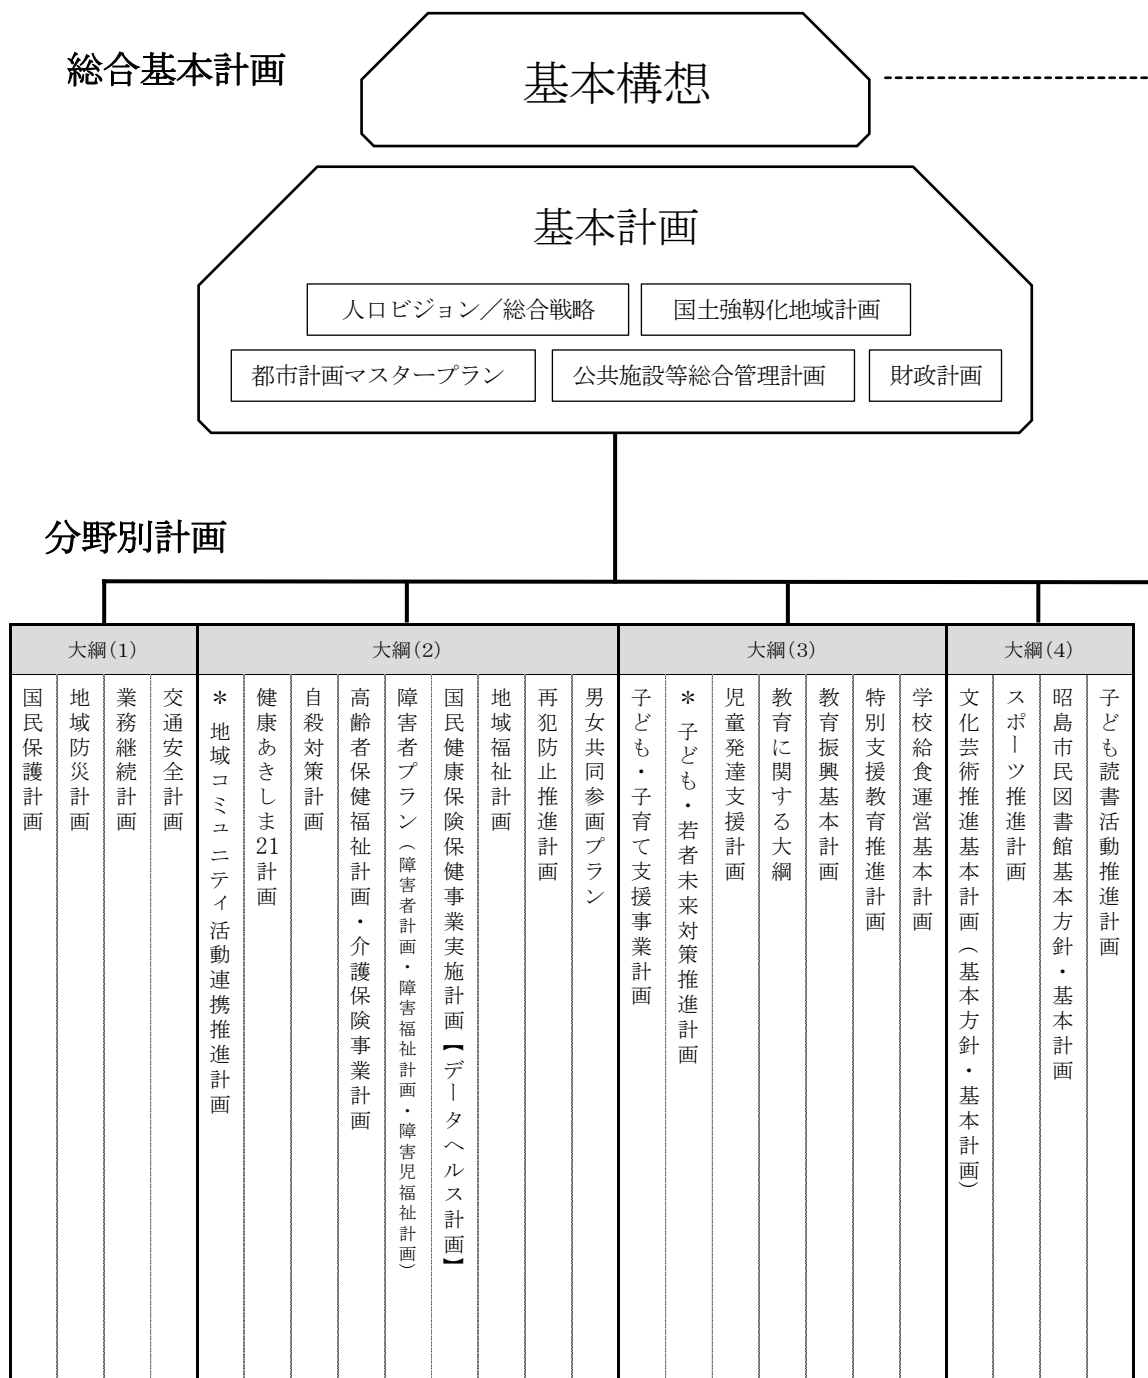 総合基本計画
基本構想
基本計画
人口ビジョン／総合戦略
国土強靱化地域計画
都市計画マスタープラン
公共施設等総合管理計画
財政計画
分野別計画
大綱(1)
国民保護計画
地域防災計画
業務継続計画
交通安全計画
大綱(2)
＊地域コミュニティ活動連携推進計画
健康あきしま21計画
自殺対策計画
高齢者保健福祉計画・介護保険事業計画
障害者プラン（障害者計画・障害福祉計画・障害児福祉計画）
国民健康保険保健事業実施計画【データヘルス計画】
地域福祉計画
再犯防止推進計画
男女共同参画プラン
大綱(3)
子ども・子育て支援事業計画
＊子ども・若者未来対策推進計画
児童発達支援計画
教育に関する大綱
教育振興基本計画
特別支援教育推進計画
学校給食運営基本計画
大綱(4)
文化芸術推進基本計画（基本方針・基本計画）
スポーツ推進計画
昭島市民図書館基本方針・基本計画
子ども読書活動推進計画